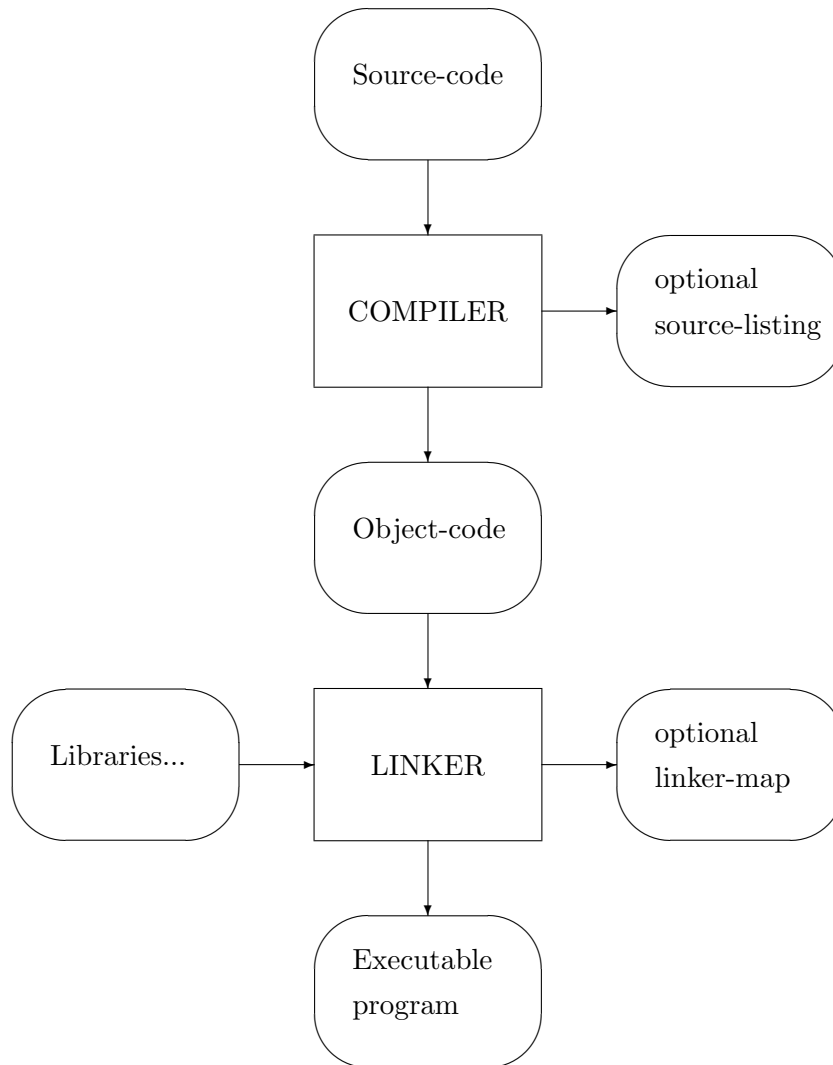 Source-code
COMPILER
optional
source-listing
Object-code
Libraries...
LINKER
optional
linker-map
Executable
program